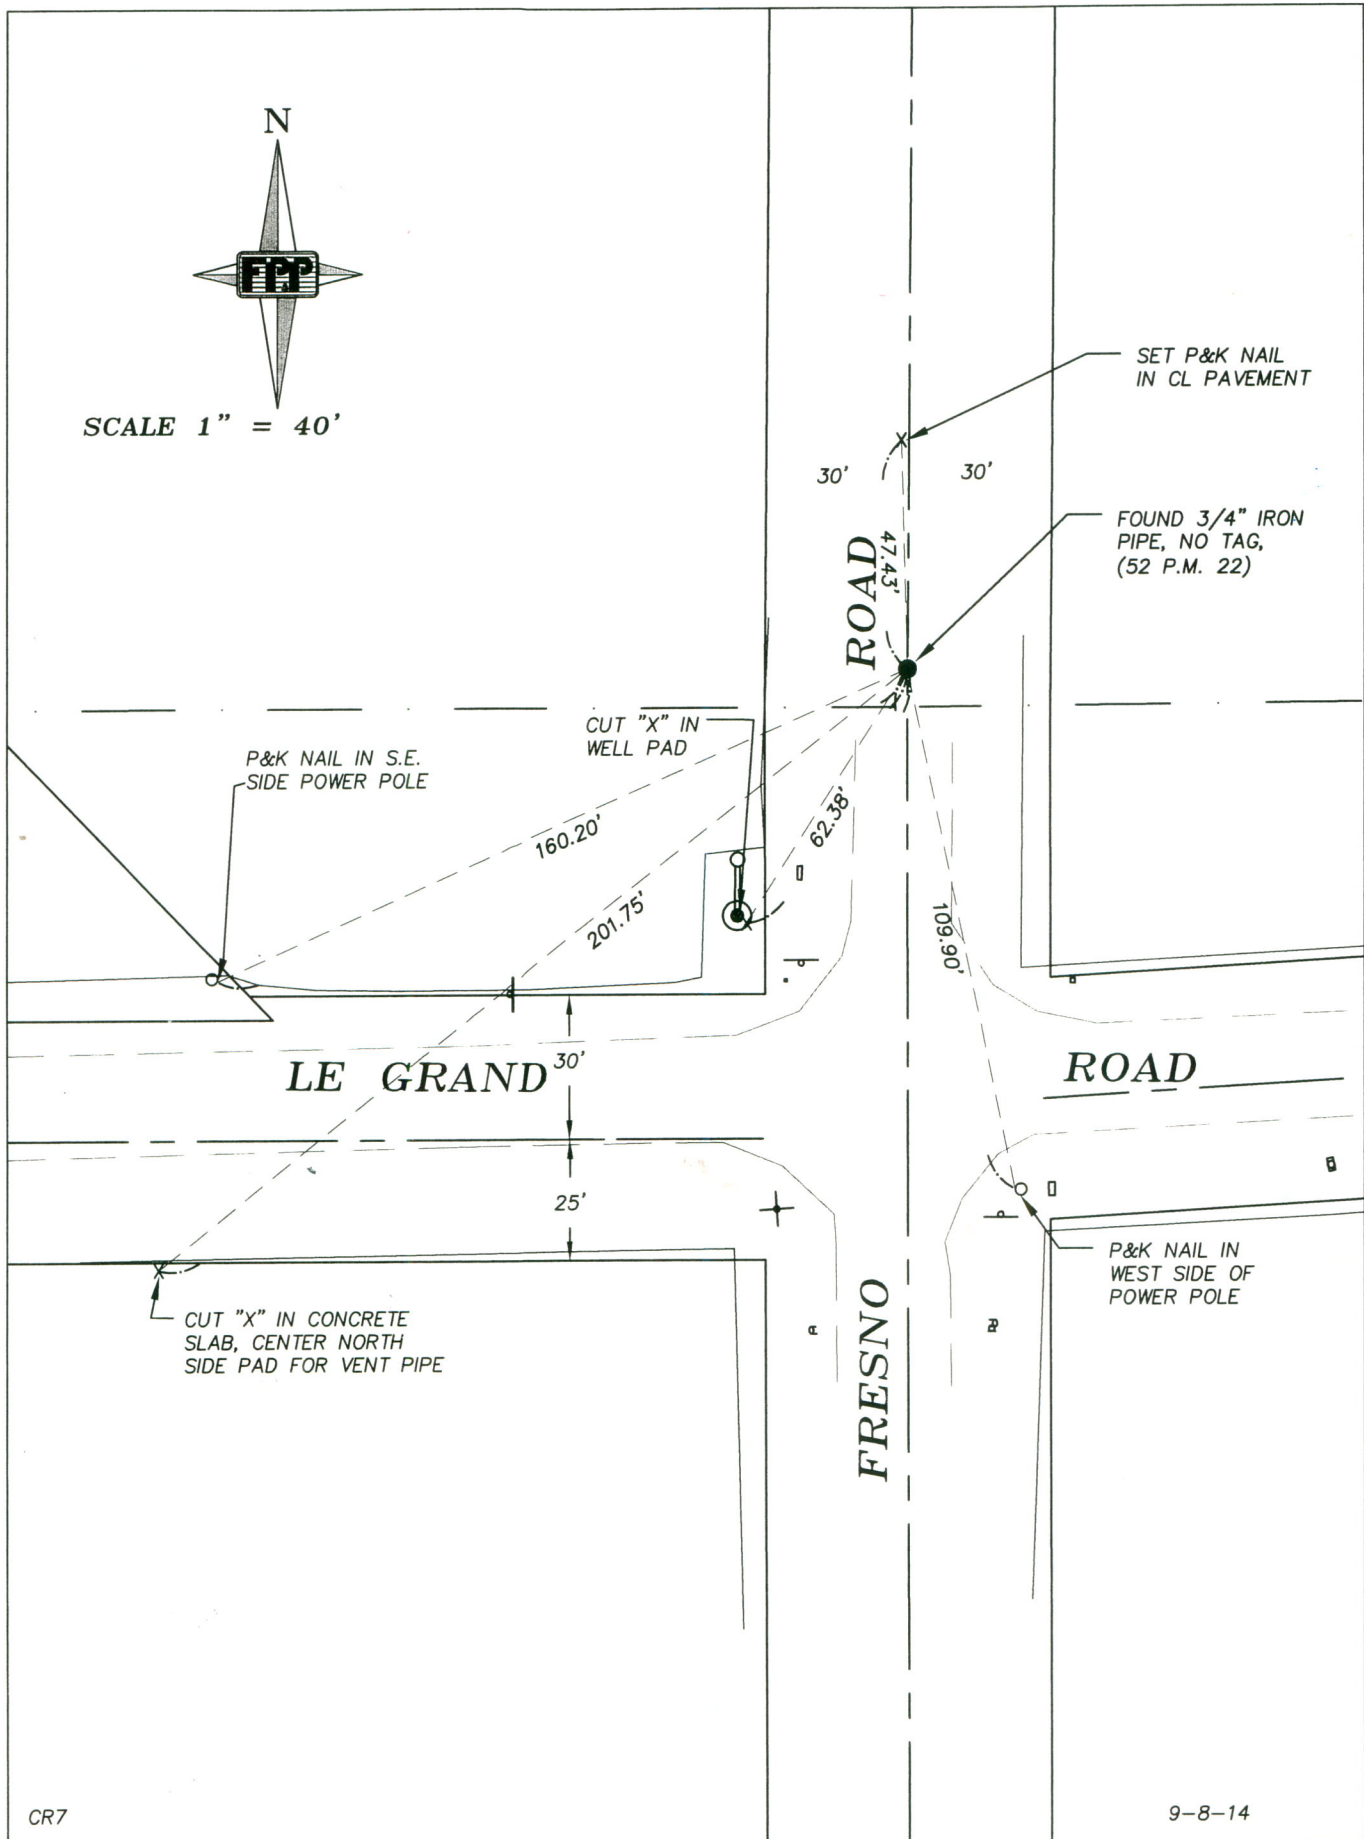 N
FP&P
SCALE 1" = 40'
SET P&K NAIL
IN CL PAVEMENT
30'
30'
47.43'
ROAD
FOUND 3/4" IRON
PIPE, NO TAG,
(52 P.M. 22)
CUT "X" IN
WELL PAD
P&K NAIL IN S.E.
SIDE POWER POLE
160.20'
62.38'
201.75'
109.90'
LE GRAND
30'
ROAD
25'
P&K NAIL IN
WEST SIDE OF
POWER POLE
CUT "X" IN CONCRETE
SLAB, CENTER NORTH
SIDE PAD FOR VENT PIPE
FRESNO
CR7
9-8-14